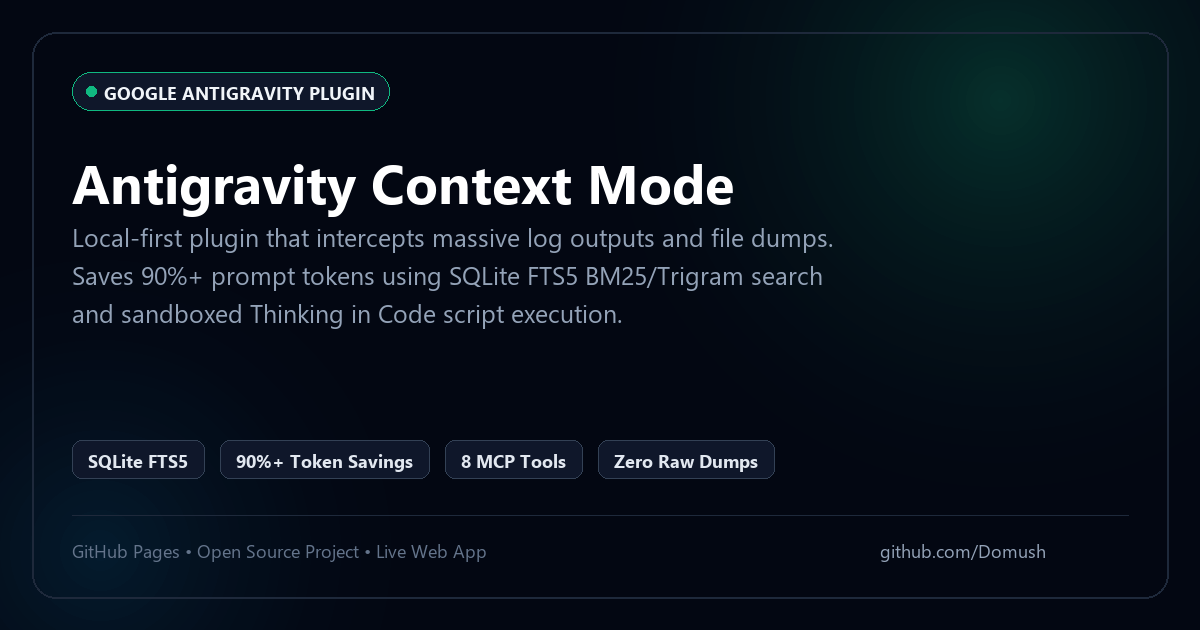 GOOGLE ANTIGRAVITY PLUGIN
Antigravity Context Mode
Local-first plugin that intercepts massive log outputs and file dumps.
Saves 90%+ prompt tokens using SQLite FTS5 BM25/Trigram search
and sandboxed Thinking in Code script execution.
SQLite FTS5
90%+ Token Savings
8 MCP Tools
Zero Raw Dumps
GitHub Pages • Open Source Project • Live Web App
github.com/Domush